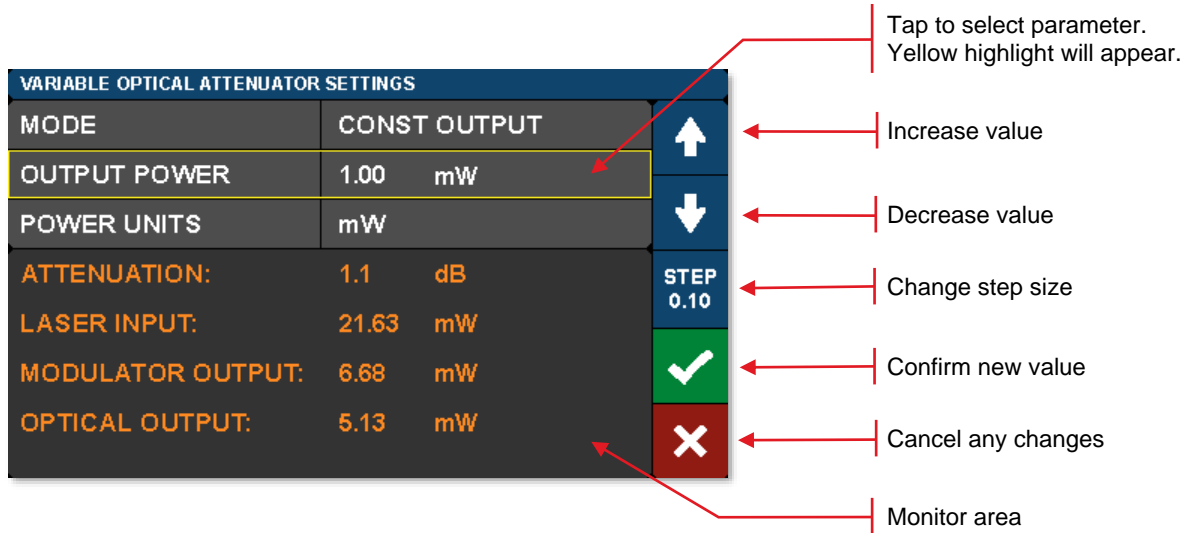 Tap to select parameter.
Yellow highlight will appear.
VARIABLE OPTICAL ATTENUATOR SETTINGS
MODE CONST OUTPUT
Increase value
OUTPUT POWER 1.00 mW
POWER UNITS mW
Decrease value
ATTENUATION: 1.1 dB
STEP
0.10
Change step size
LASER INPUT: 21.63 mW
MODULATOR OUTPUT: 6.68 mW
Confirm new value
OPTICAL OUTPUT: 5.13 mW
Cancel any changes
Monitor area